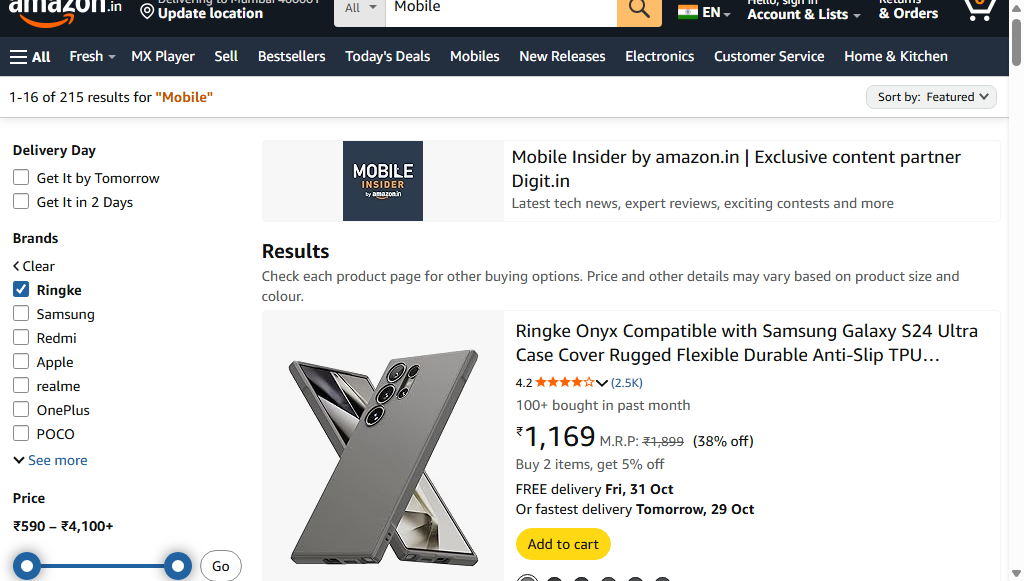 amazon.in
Delivering to Mumbai 400001
Update location
All
Mobile
EN
Hello, sign in
Account & Lists
Returns
& Orders
0
All
Fresh
MX Player
Sell
Bestsellers
Today's Deals
Mobiles
New Releases
Electronics
Customer Service
Home & Kitchen
1-16 of 215 results for "Mobile"
Sort by: Featured
Delivery Day
Get It by Tomorrow
Get It in 2 Days
Brands
Clear
Ringke
Samsung
Redmi
Apple
realme
OnePlus
POCO
See more
Price
₹590 – ₹4,100+
Go
MOBILE
INSIDER
by amazon.in
Mobile Insider by amazon.in | Exclusive content partner
Digit.in
Latest tech news, expert reviews, exciting contests and more
Results
Check each product page for other buying options. Price and other details may vary based on product size and
colour.
Ringke Onyx Compatible with Samsung Galaxy S24 Ultra
Case Cover Rugged Flexible Durable Anti-Slip TPU…
4.2 (2.5K)
100+ bought in past month
₹1,169 M.R.P: ₹1,899 (38% off)
Buy 2 items, get 5% off
FREE delivery Fri, 31 Oct
Or fastest delivery Tomorrow, 29 Oct
Add to cart